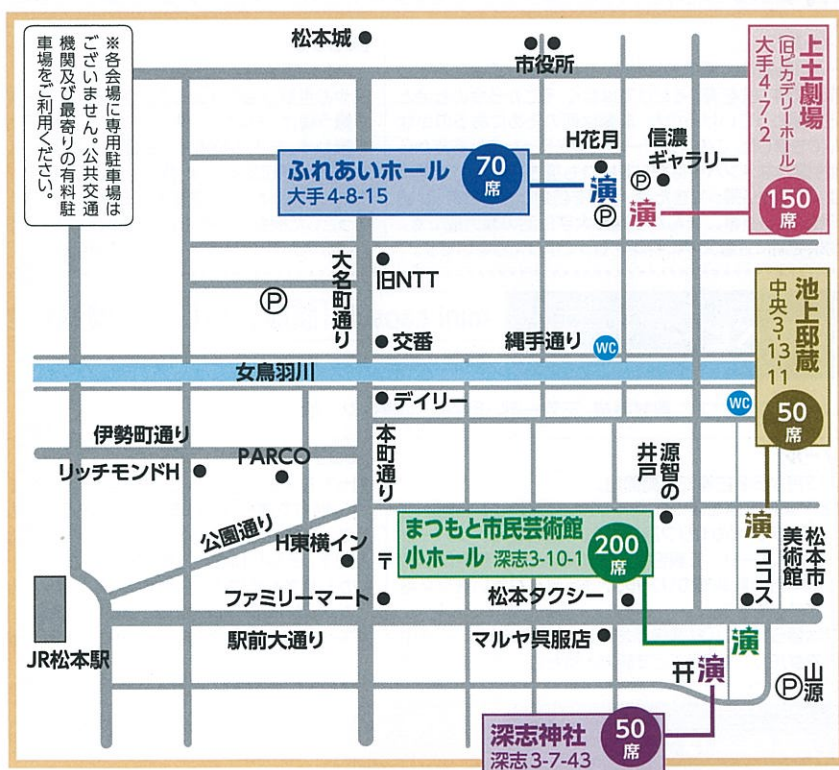 ※各会場に専用駐車場は
ございません。公共交通
機関及び最寄りの有料駐
車場をご利用ください。
松本城
市役所
上土劇場
(旧ピカデリーホール)
大手4-7-2
150席
ふれあいホール
大手4-8-15
70席
H花月
信濃
ギャラリー
P
演
P
演
大名町通り
旧NTT
P
交番
縄手通り
WC
池上邸蔵
中央3-13-11
50席
女鳥羽川
デイリー
WC
伊勢町通り
本町通り
源智の
井戸
リッチモンドH
PARCO
公園通り
H東横イン
〒
まつもと市民芸術館
小ホール 深志3-10-1
200席
演
ココス
松本市
美術館
ファミリーマート
松本タクシー
JR松本駅
駅前大通り
マルヤ呉服店
演
演
P
山源
深志神社
深志3-7-43
50席